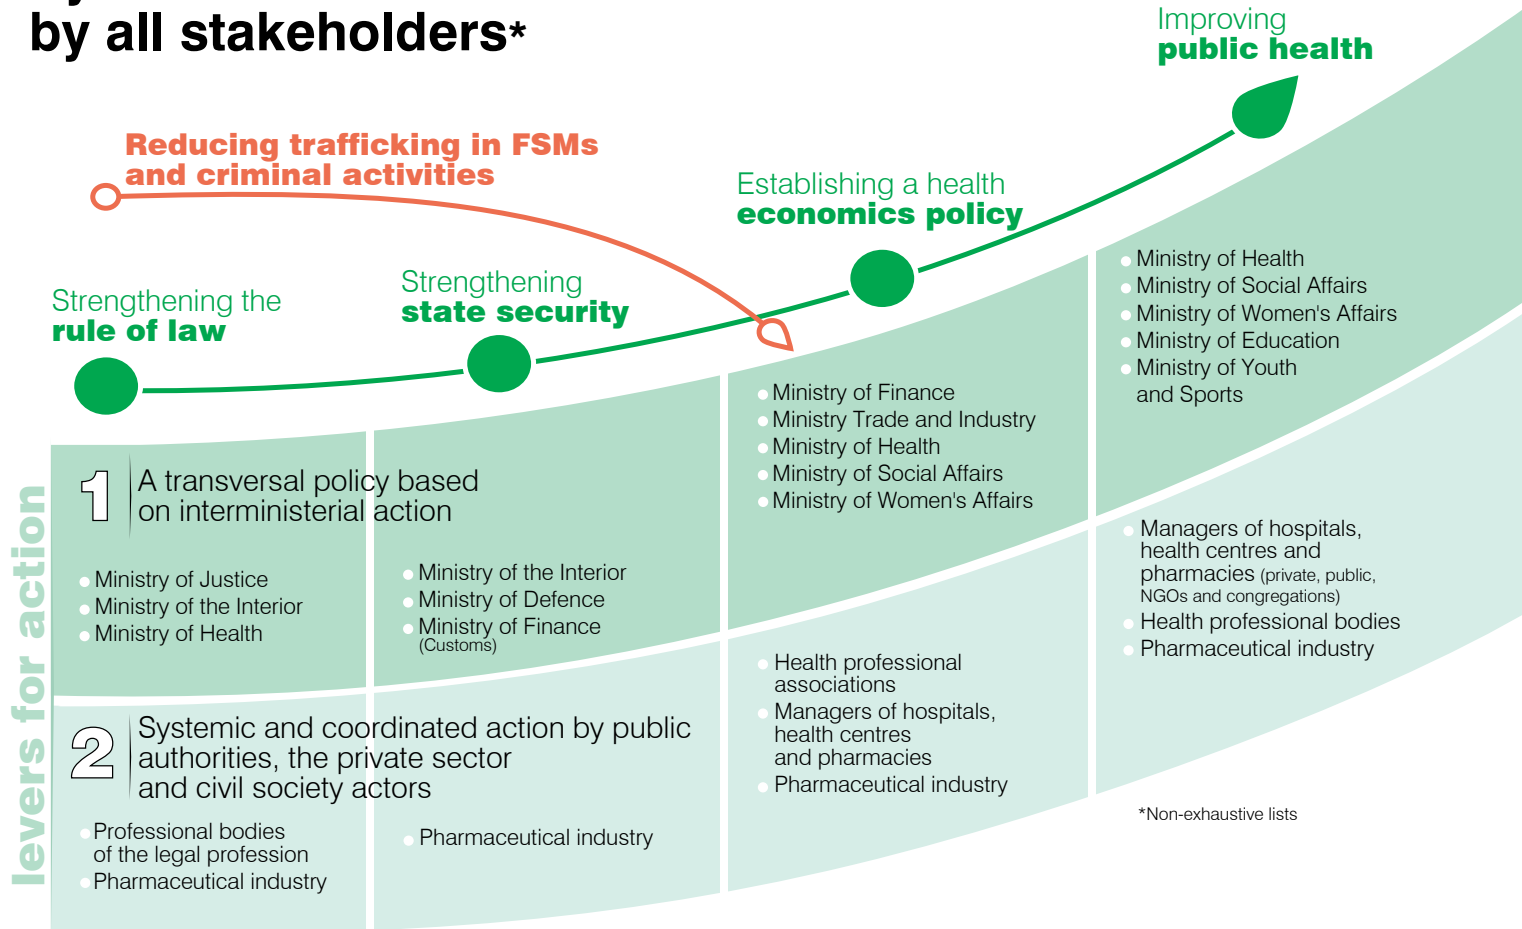 by all stakeholders*
Improving
public health
Reducing trafficking in FSMs
and criminal activities
Establishing a health
economics policy
Strengthening
state security
Strengthening the
rule of law
levers for action
1
A transversal policy based
on interministerial action
Ministry of Justice
Ministry of the Interior
Ministry of Health
Ministry of the Interior
Ministry of Defence
Ministry of Finance
(Customs)
Ministry of Finance
Ministry Trade and Industry
Ministry of Health
Ministry of Social Affairs
Ministry of Women's Affairs
Ministry of Health
Ministry of Social Affairs
Ministry of Women's Affairs
Ministry of Education
Ministry of Youth
and Sports
2
Systemic and coordinated action by public
authorities, the private sector
and civil society actors
Professional bodies
of the legal profession
Pharmaceutical industry
Pharmaceutical industry
Health professional
associations
Managers of hospitals,
health centres
and pharmacies
Pharmaceutical industry
Managers of hospitals,
health centres and
pharmacies (private, public,
NGOs and congregations)
Health professional bodies
Pharmaceutical industry
*Non-exhaustive lists